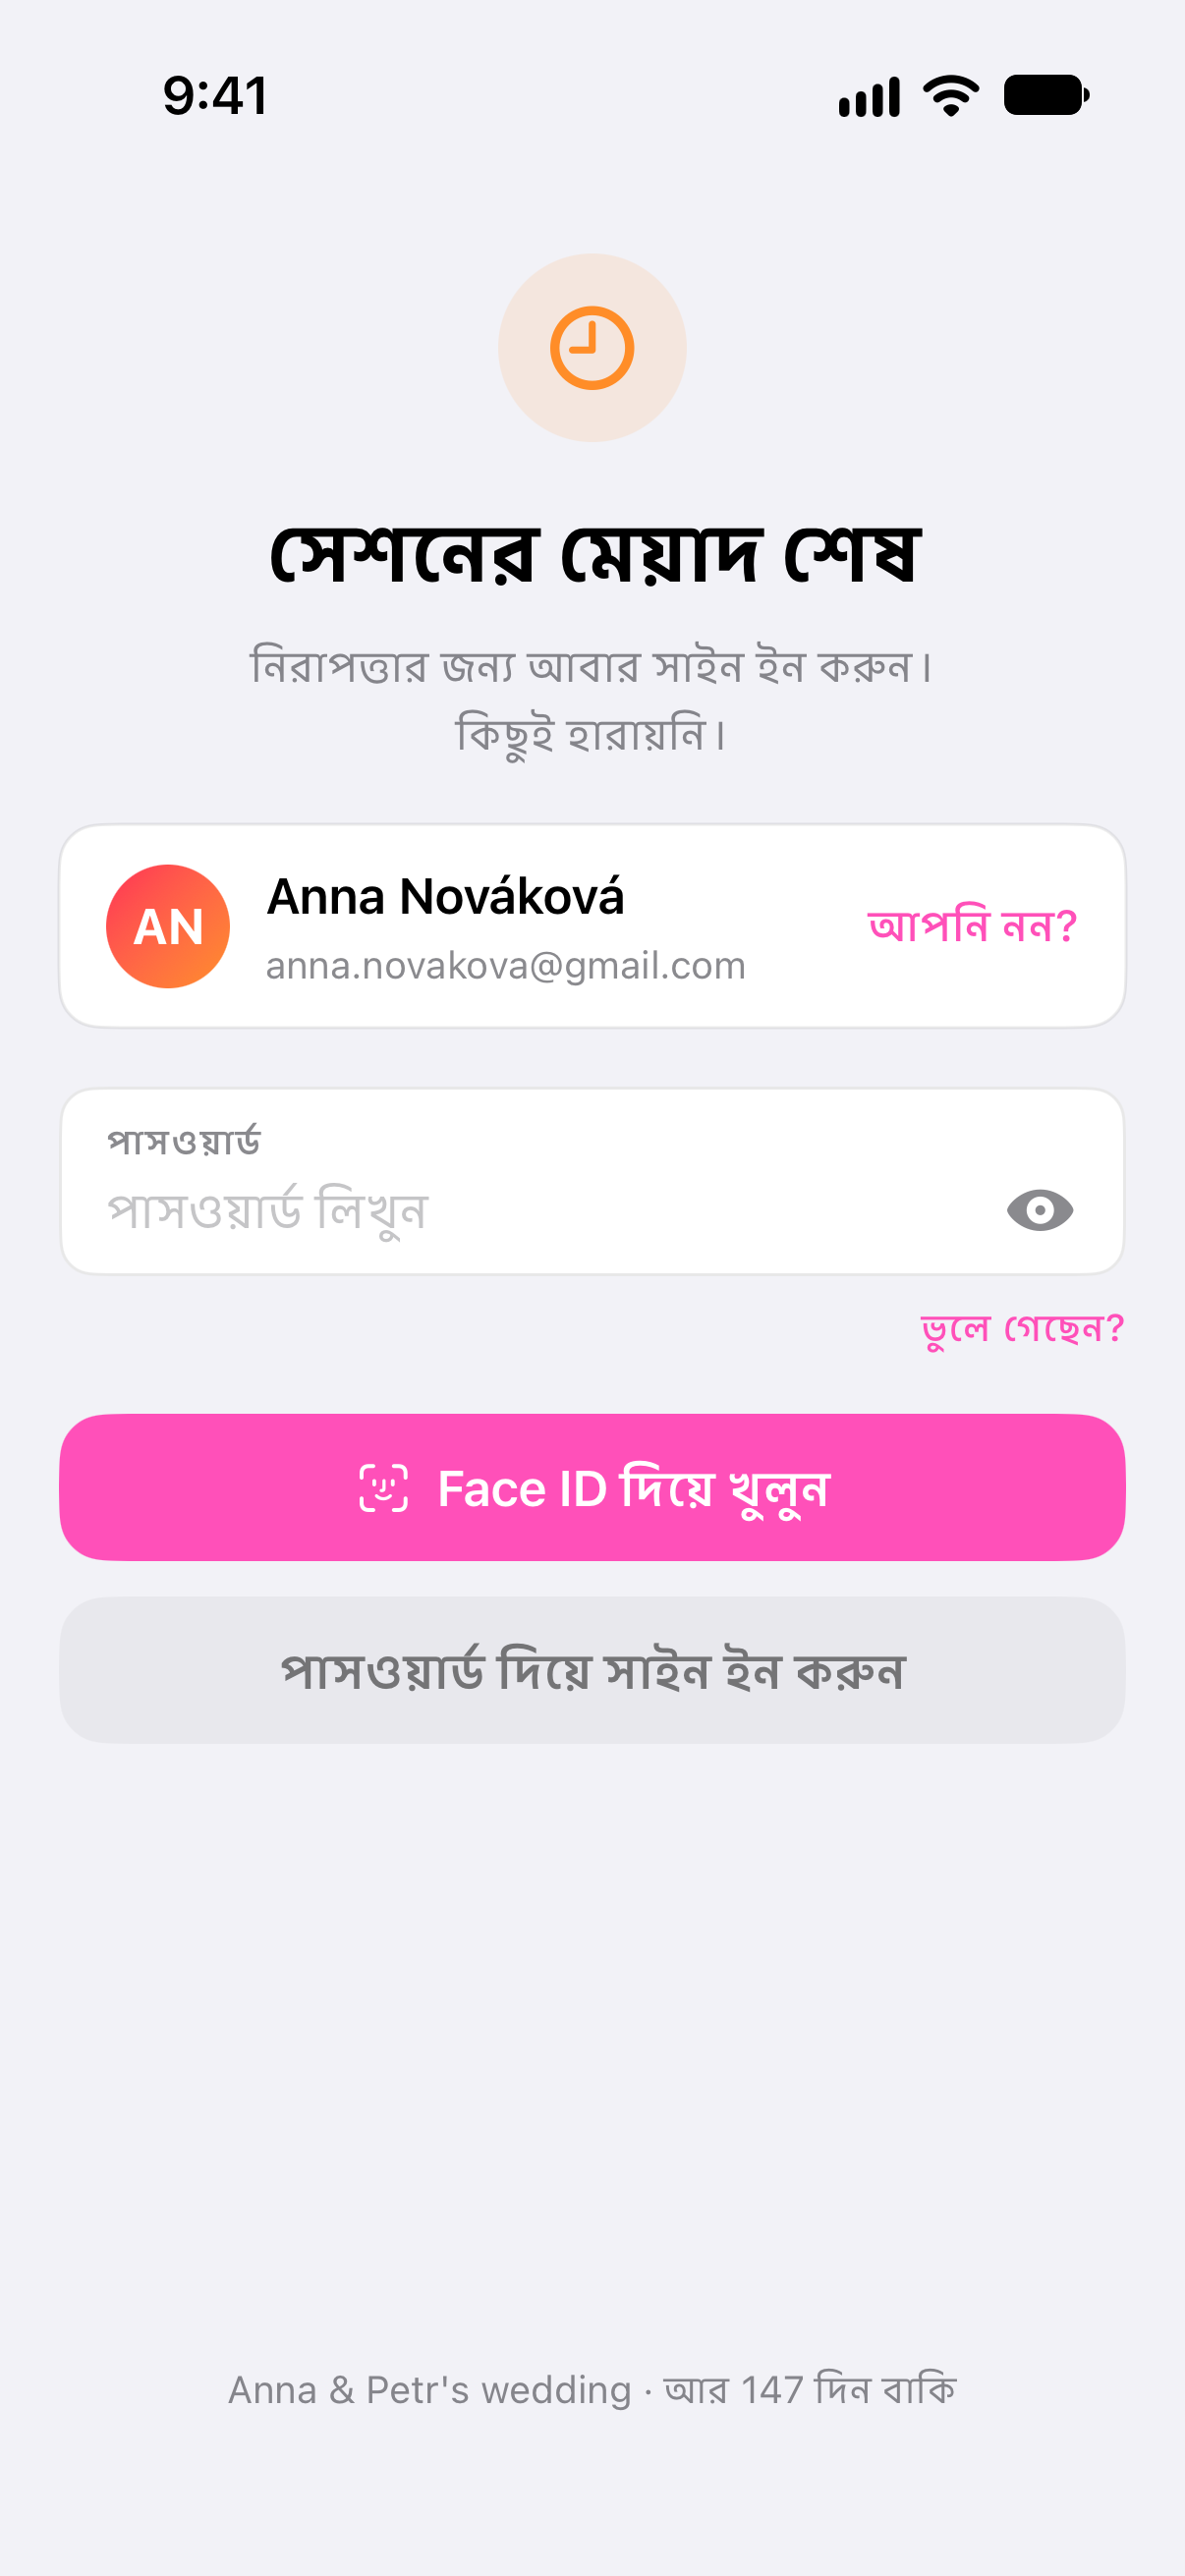 9:41
সেশনের মেয়াদ শেষ
নিরাপত্তার জন্য আবার সাইন ইন করুন।
কিছুই হারায়নি।
AN
Anna Nováková
anna.novakova@gmail.com
আপনি নন?
পাসওয়ার্ড
পাসওয়ার্ড লিখুন
ভুলে গেছেন?
Face ID দিয়ে খুলুন
পাসওয়ার্ড দিয়ে সাইন ইন করুন
Anna & Petr's wedding · আর 147 দিন বাকি